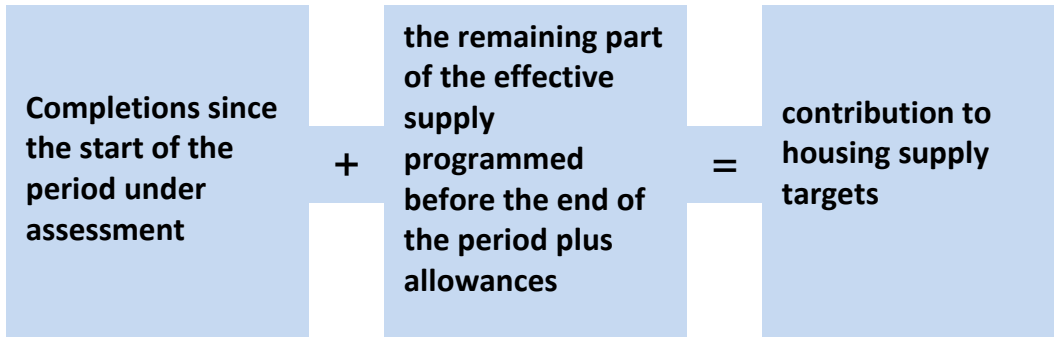 Completions since
the start of the
period under
assessment
+
the remaining part
of the effective
supply
programmed
before the end of
the period plus
allowances
=
contribution to
housing supply
targets